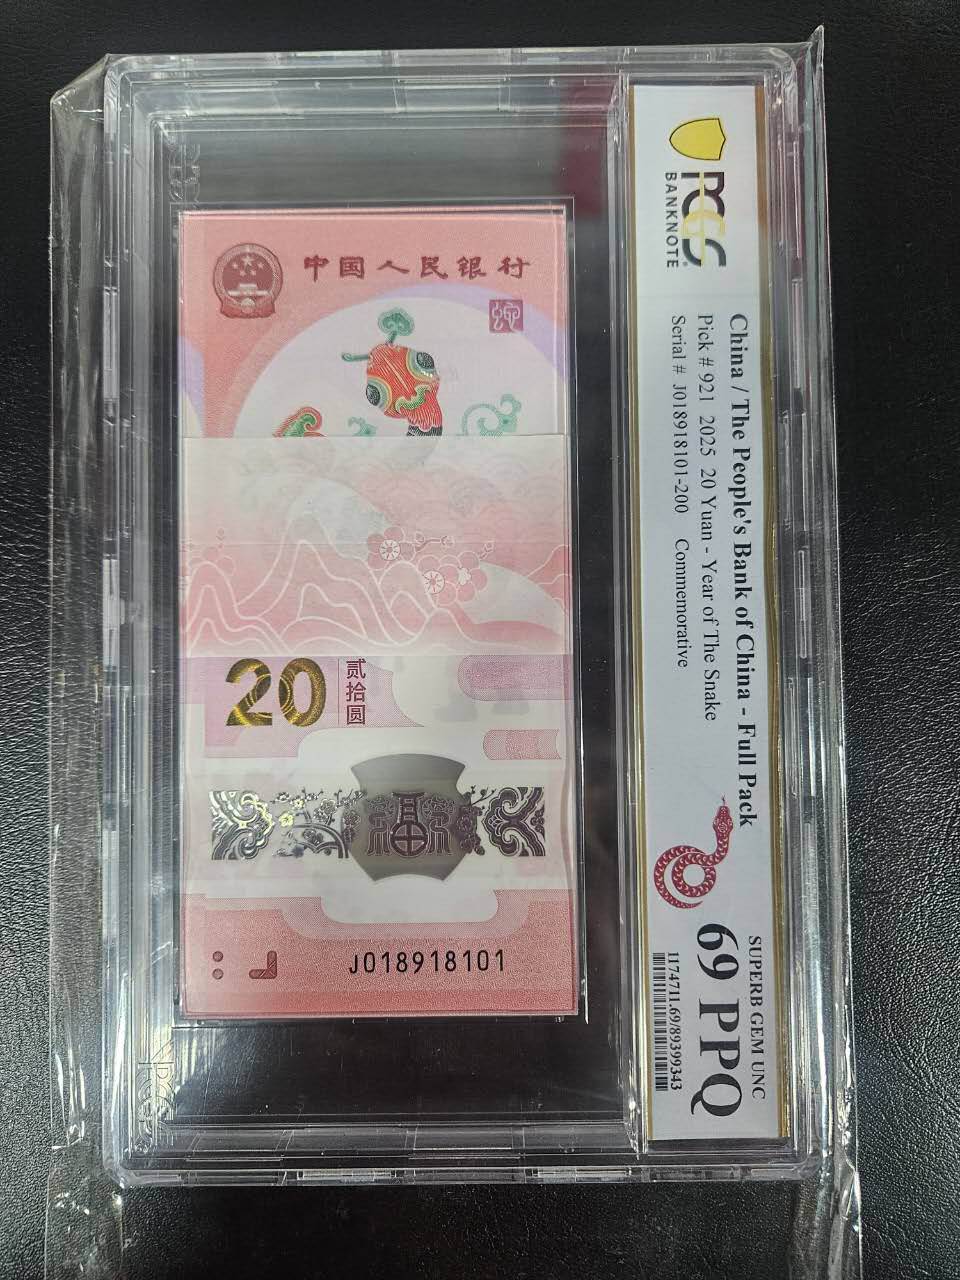 中国人民银行
20
贰拾圆
J018918101
PCGS
BANKNOTE
China / The People's Bank of China - Full Pack
Pick # 921 2025 20 Yuan - Year of The Snake
Serial # J018918101-200 Commemorative
SUPERB GEM UNC
69 PPQ
1174711.69/89399343